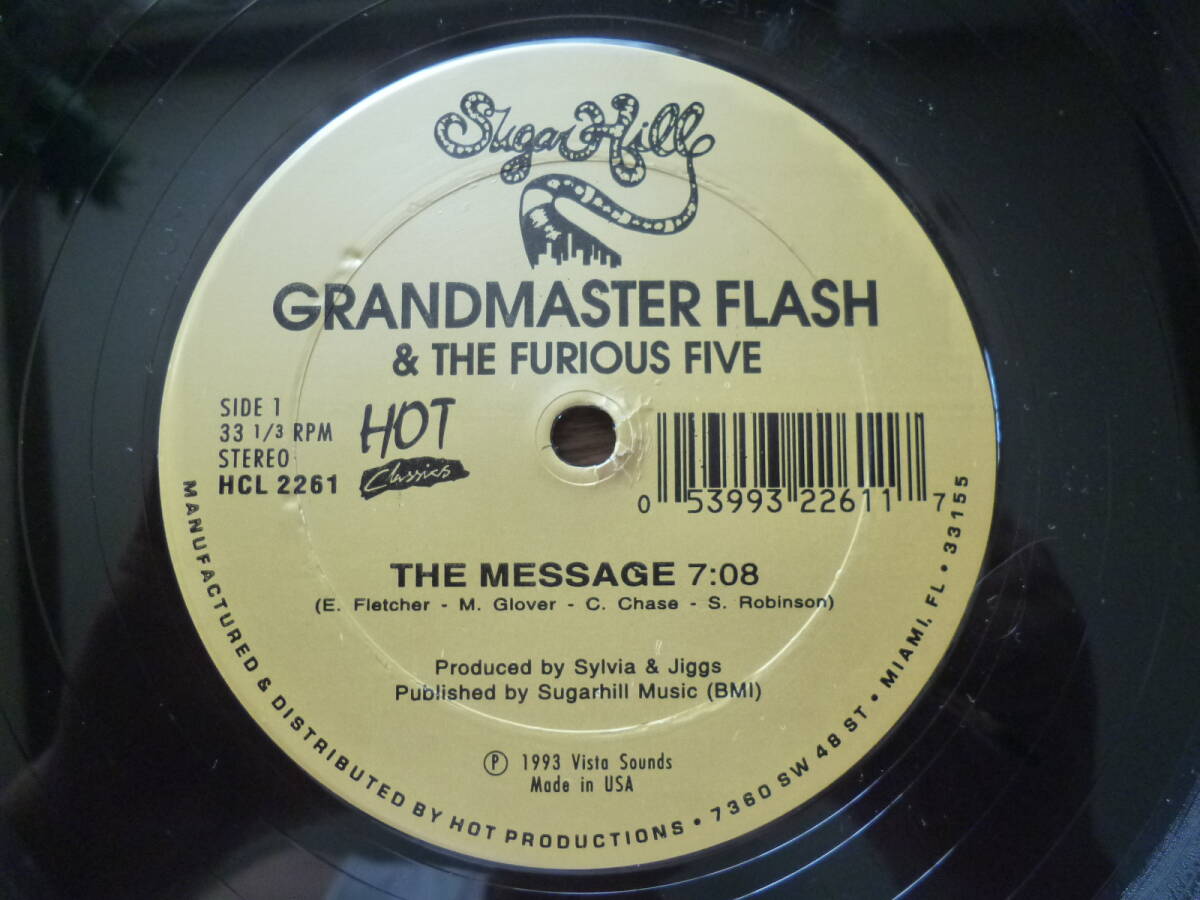 Sugar Hill
GRANDMASTER FLASH
& THE FURIOUS FIVE
SIDE 1
33 1/3 RPM
STEREO
HCL 2261
HOT
Classics
0 53993 22611 7
THE MESSAGE 7:08
(E. Fletcher - M. Glover - C. Chase - S. Robinson)
Produced by Sylvia & Jiggs
Published by Sugarhill Music (BMI)
℗ 1993 Vista Sounds
Made in USA
MANUFACTURED & DISTRIBUTED BY HOT PRODUCTIONS • 7360 SW 48 ST • MIAMI, FL • 33155